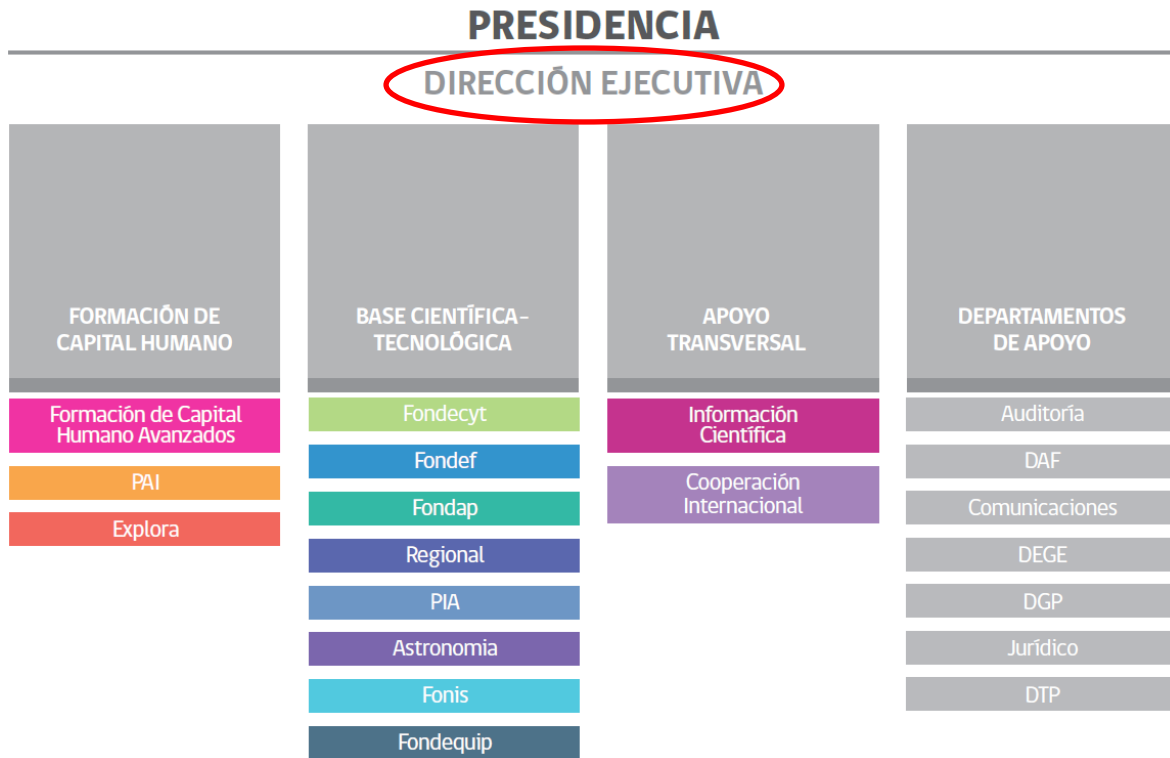 PRESIDENCIA
DIRECCIÓN EJECUTIVA
FORMACIÓN DE
CAPITAL HUMANO
Formación de Capital
Humano Avanzados
PAI
Explora
BASE CIENTÍFICA-
TECNOLÓGICA
Fondecyt
Fondef
Fondap
Regional
PIA
Astronomia
Fonis
Fondequip
APOYO
TRANSVERSAL
Información
Científica
Cooperación
Internacional
DEPARTAMENTOS
DE APOYO
Auditoría
DAF
Comunicaciones
DEGE
DGP
Jurídico
DTP